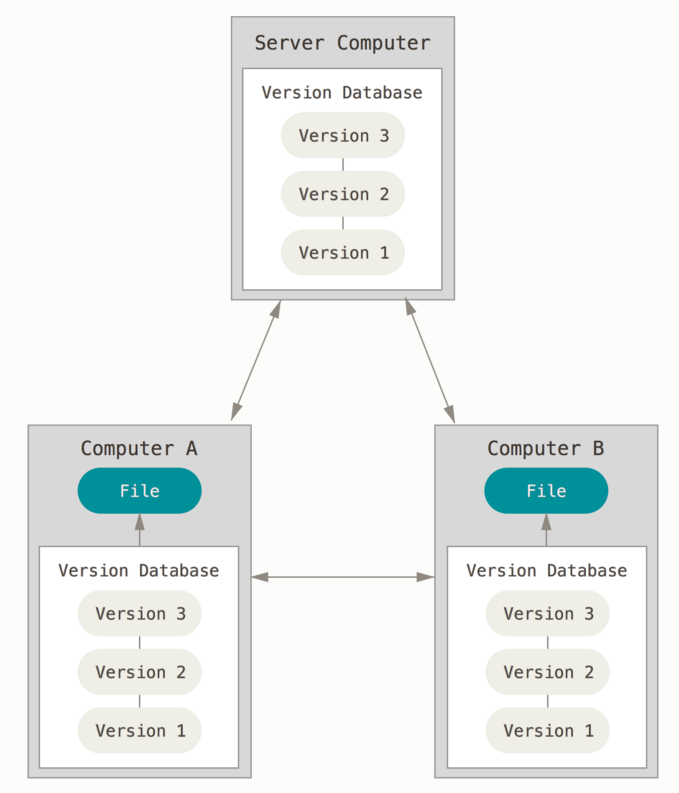 Server Computer
Version Database
Version 3
Version 2
Version 1
Computer A
File
Version Database
Version 3
Version 2
Version 1
Computer B
File
Version Database
Version 3
Version 2
Version 1